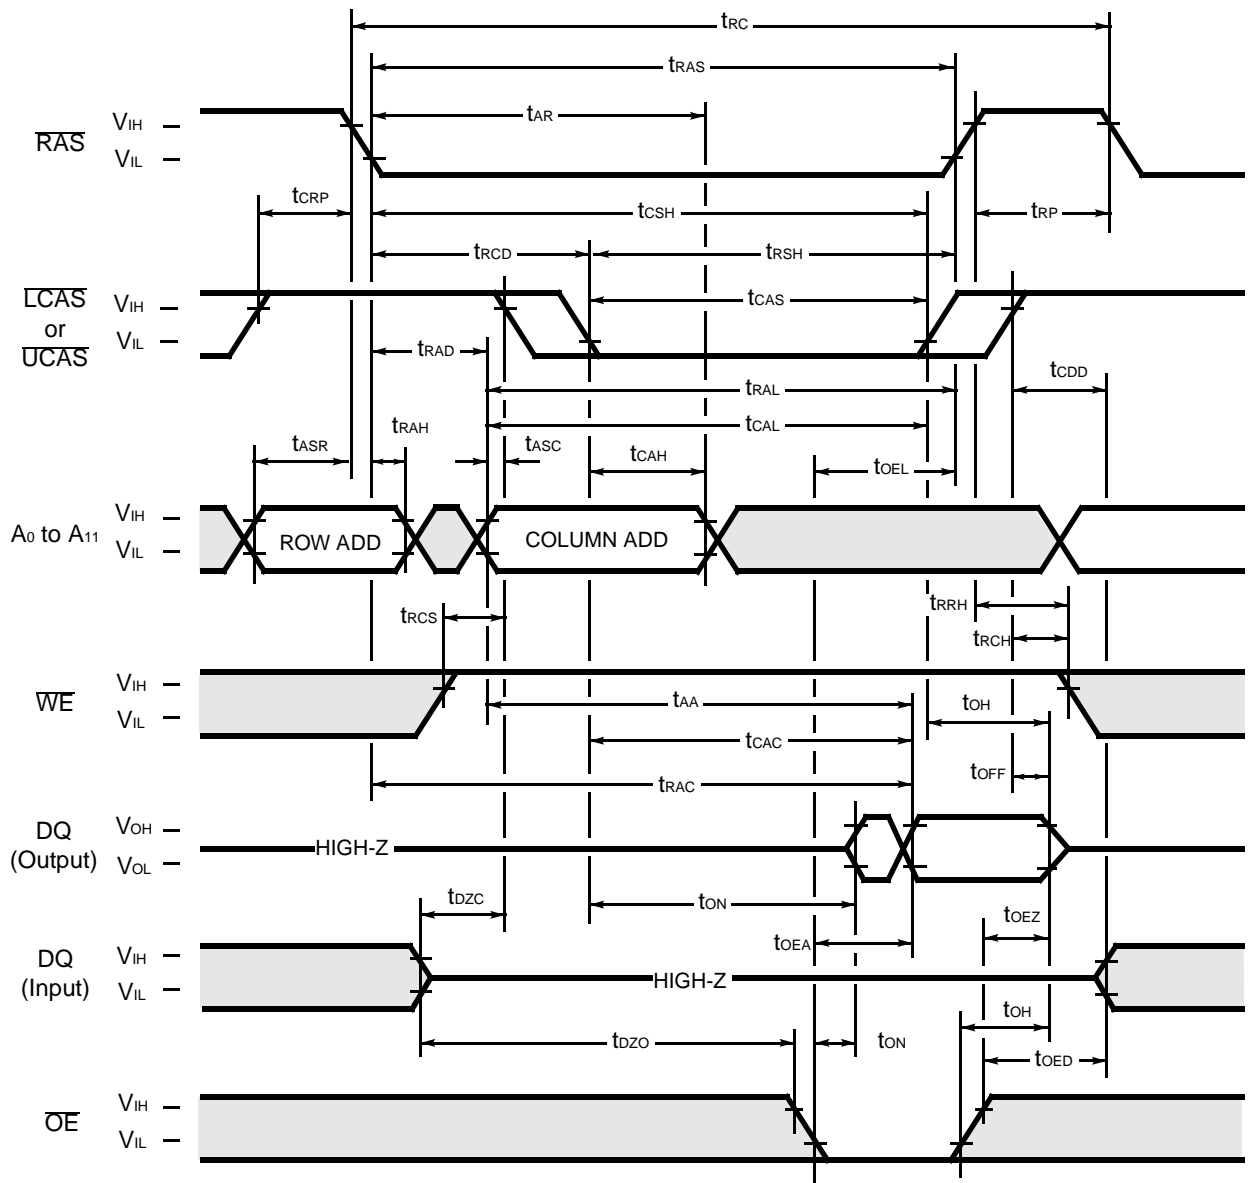 tRC
tRAS
tAR
RAS
VIH
VIL
tCRP
tCSH
tRP
tRCD
tRSH
LCAS
or
UCAS
VIH
VIL
tCAS
tRAD
tRAL
tCDD
tCAL
tASR
tRAH
tASC
tCAH
tOEL
A0 to A11
VIH
VIL
ROW ADD
COLUMN ADD
tRCS
tRRH
tRCH
WE
VIH
VIL
tAA
tOH
tCAC
tOFF
tRAC
DQ
(Output)
VOH
VOL
HIGH-Z
tDZC
tON
tOEZ
tOEA
DQ
(Input)
VIH
VIL
HIGH-Z
tOH
tDZO
tON
tOED
OE
VIH
VIL